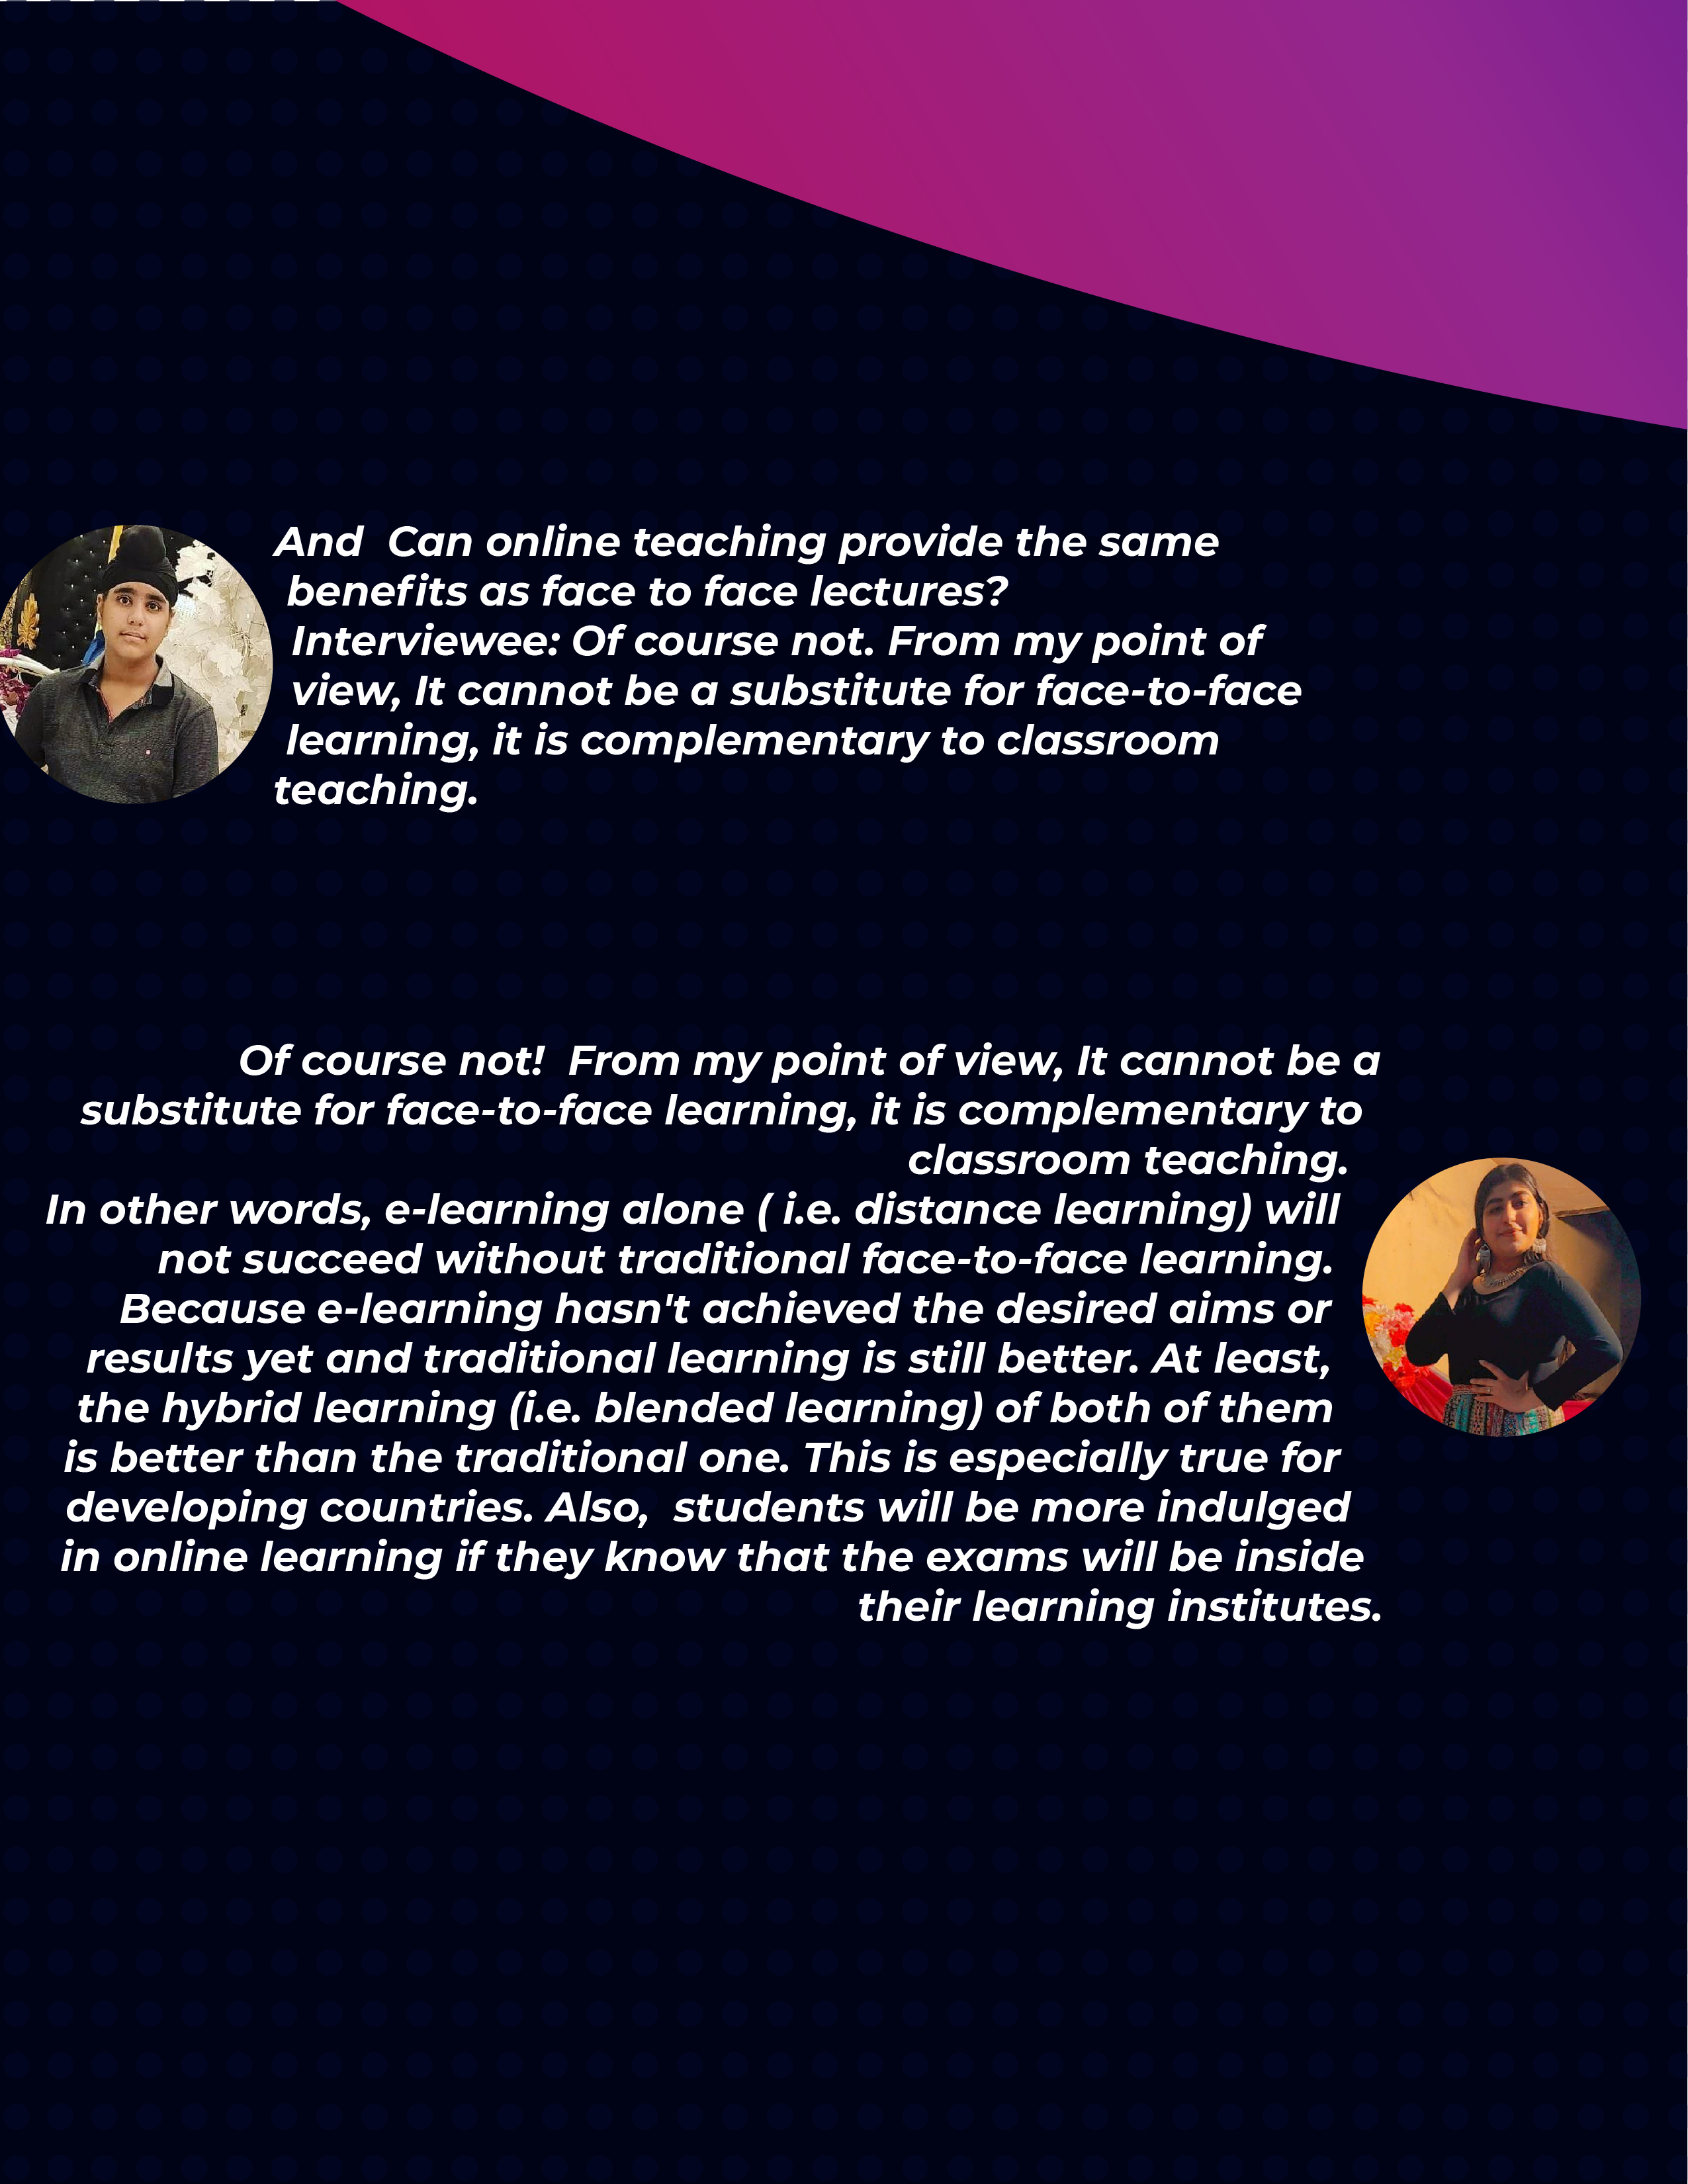 And  Can online teaching provide the same
benefits as face to face lectures?
Interviewee: Of course not. From my point of
view, It cannot be a substitute for face-to-face
learning, it is complementary to classroom
teaching.
Of course not!  From my point of view, It cannot be a
substitute for face-to-face learning, it is complementary to
classroom teaching.
In other words, e-learning alone ( i.e. distance learning) will
not succeed without traditional face-to-face learning.
Because e-learning hasn't achieved the desired aims or
results yet and traditional learning is still better. At least,
the hybrid learning (i.e. blended learning) of both of them
is better than the traditional one. This is especially true for
developing countries. Also,  students will be more indulged
in online learning if they know that the exams will be inside
their learning institutes.